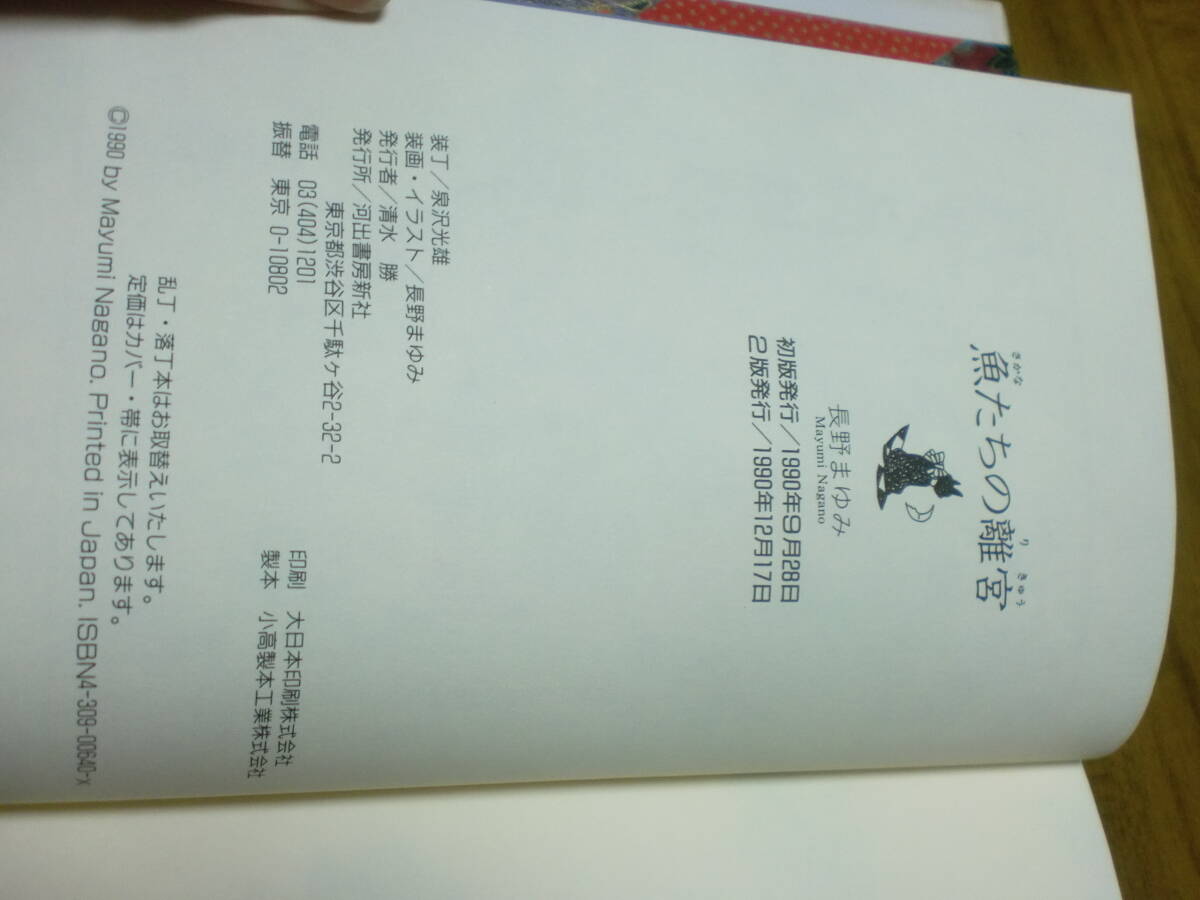 さかな り きゅう
魚たちの離宮
長野まゆみ
Mayumi Nagano
初版発行/1990年9月28日
2版発行/1990年12月17日
装丁/泉沢光雄
装画・イラスト/長野まゆみ
発行者/清水 勝
発行所/河出書房新社
東京都渋谷区千駄ヶ谷2-32-2
電話 03(404)1201
振替 東京 0-10802
印刷 大日本印刷株式会社
製本 小高製本工業株式会社
乱丁・落丁本はお取替えいたします。
定価はカバー・帯に表示してあります。
©1990 by Mayumi Nagano. Printed in Japan. ISBN4-309-00640-x